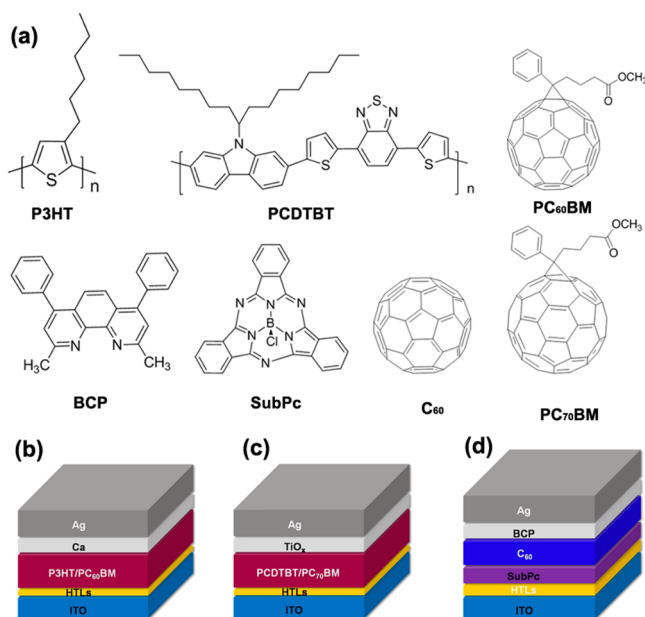 (a)
S
n
P3HT
N
S
N S N
S
n
PCDTBT
OCH₃
O
PC₆₀BM
N N
H₃C CH₃
BCP
N N
N
B
N N
Cl
N
SubPc
C₆₀
OCH₃
O
PC₇₀BM
(b)
Ag
Ca
P3HT/PC₆₀BM
HTLs
ITO
(c)
Ag
TiOₓ
PCDTBT/PC₇₀BM
HTLs
ITO
(d)
Ag
BCP
C₆₀
SubPc
HTLs
ITO